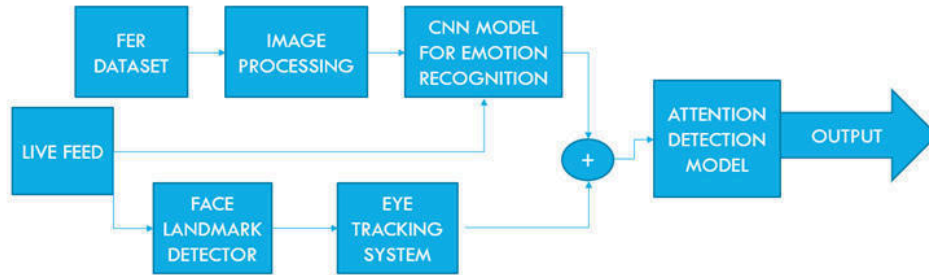 FER
DATASET
IMAGE
PROCESSING
CNN MODEL
FOR EMOTION
RECOGNITION
LIVE FEED
FACE
LANDMARK
DETECTOR
EYE
TRACKING
SYSTEM
+
ATTENTION
DETECTION
MODEL
OUTPUT